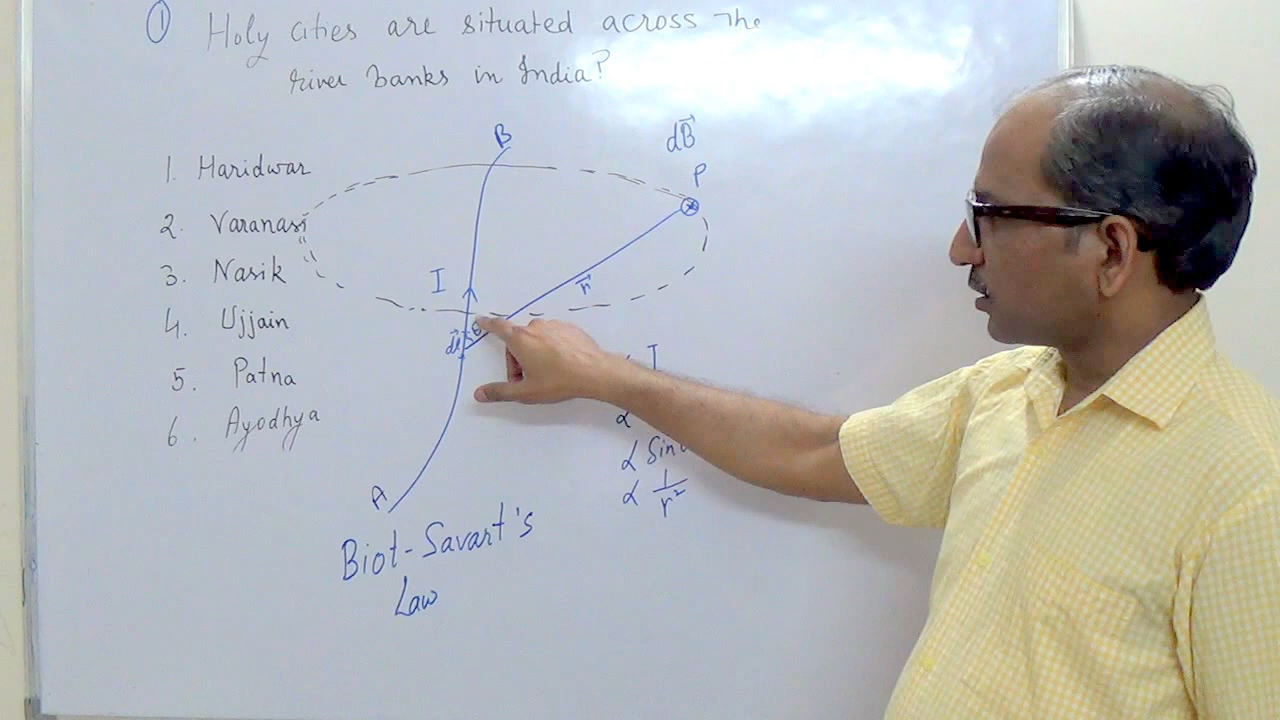 ① Holy cities are situated across the
river banks in India?
1. Haridwar
2. Varanasi
3. Nasik
4. Ujjain
5. Patna
6. Ayodhya
B
dB⃗
P
I
r⃗
θ
dl⃗
A
∝ I
∝
∝ Sin
∝ 1/r²
Biot-Savart's
Law